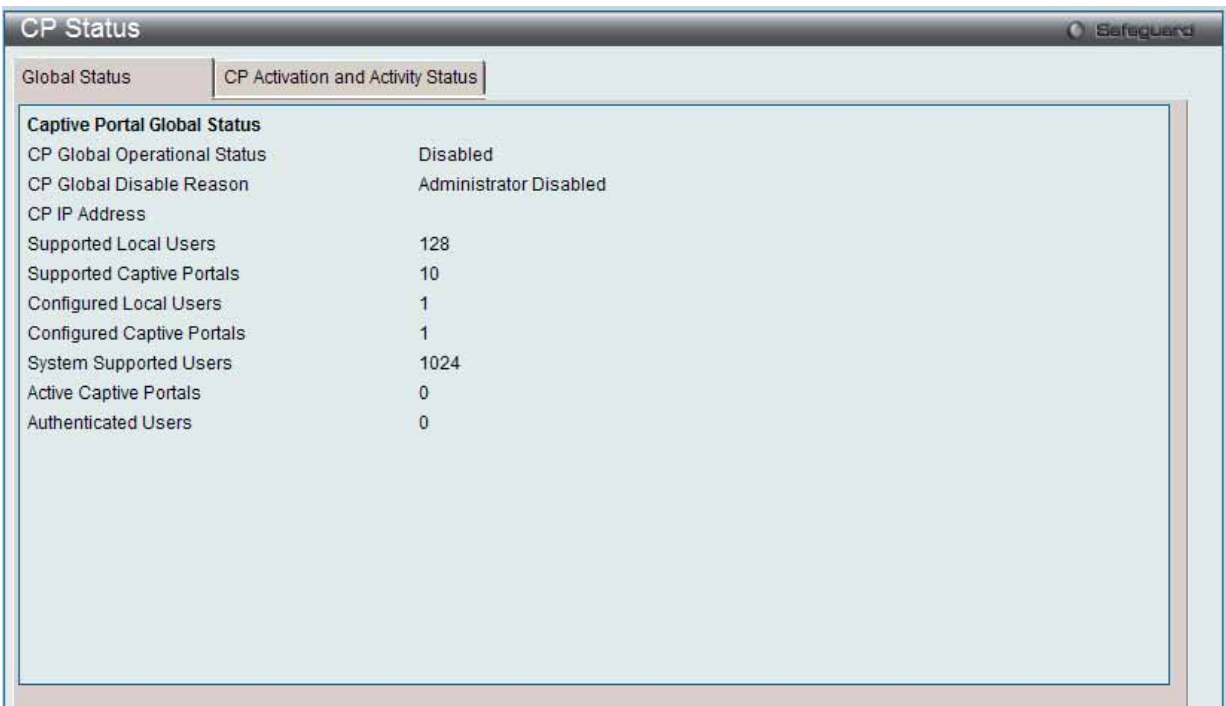 CP Status
Safeguard
Global Status
CP Activation and Activity Status
Captive Portal Global Status
CP Global Operational Status Disabled
CP Global Disable Reason Administrator Disabled
CP IP Address
Supported Local Users 128
Supported Captive Portals 10
Configured Local Users 1
Configured Captive Portals 1
System Supported Users 1024
Active Captive Portals 0
Authenticated Users 0